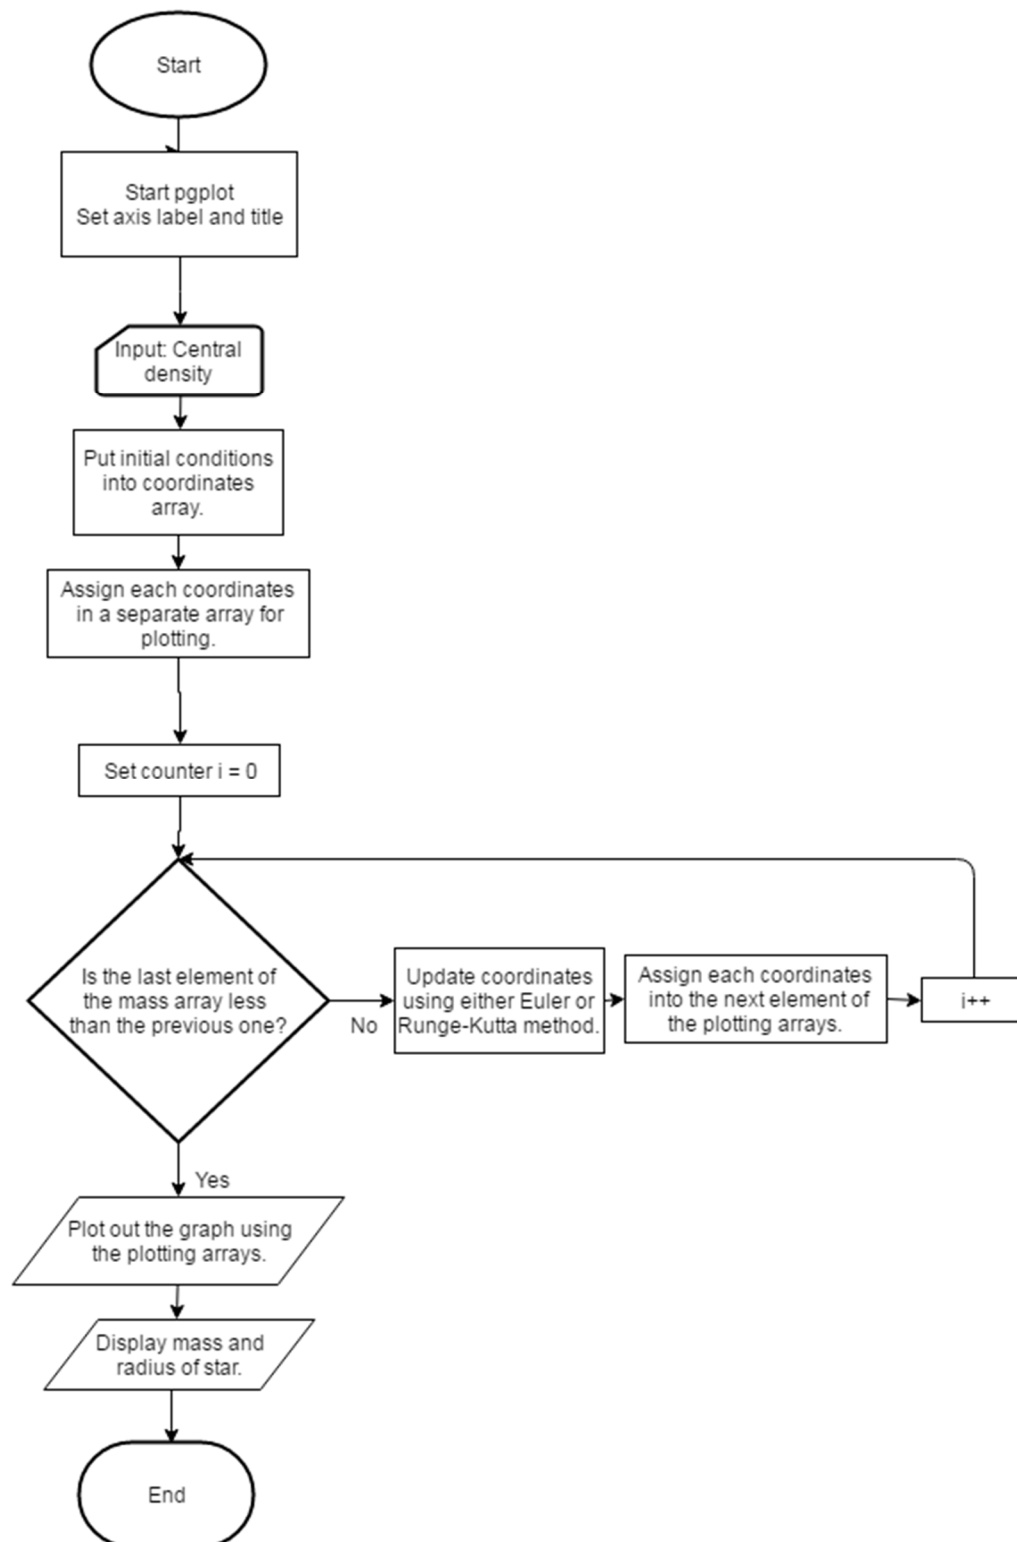 Start
Start pgplot
Set axis label and title
Input: Central
density
Put initial conditions
into coordinates
array.
Assign each coordinates
in a separate array for
plotting.
Set counter i = 0
Is the last element of
the mass array less
than the previous one?
No
Update coordinates
using either Euler or
Runge-Kutta method.
Assign each coordinates
into the next element of
the plotting arrays.
i++
Yes
Plot out the graph using
the plotting arrays.
Display mass and
radius of star.
End